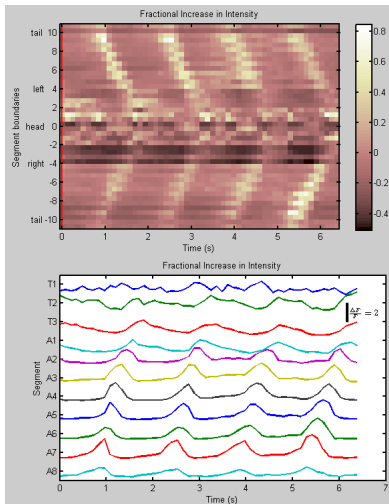 Fractional Increase in Intensity
tail 10
8
6
left 4
2
head 0
-2
right -4
-6
-8
tail-10
Segment boundaries
0 1 2 3 4 5 6
Time (s)
0.8
0.6
0.4
0.2
0
-0.2
-0.4
Fractional Increase in Intensity
T1
T2
T3
A1
A2
A3
A4
A5
A6
A7
A8
Segment
ΔF/F = 2
0 1 2 3 4 5 6 7
Time (s)